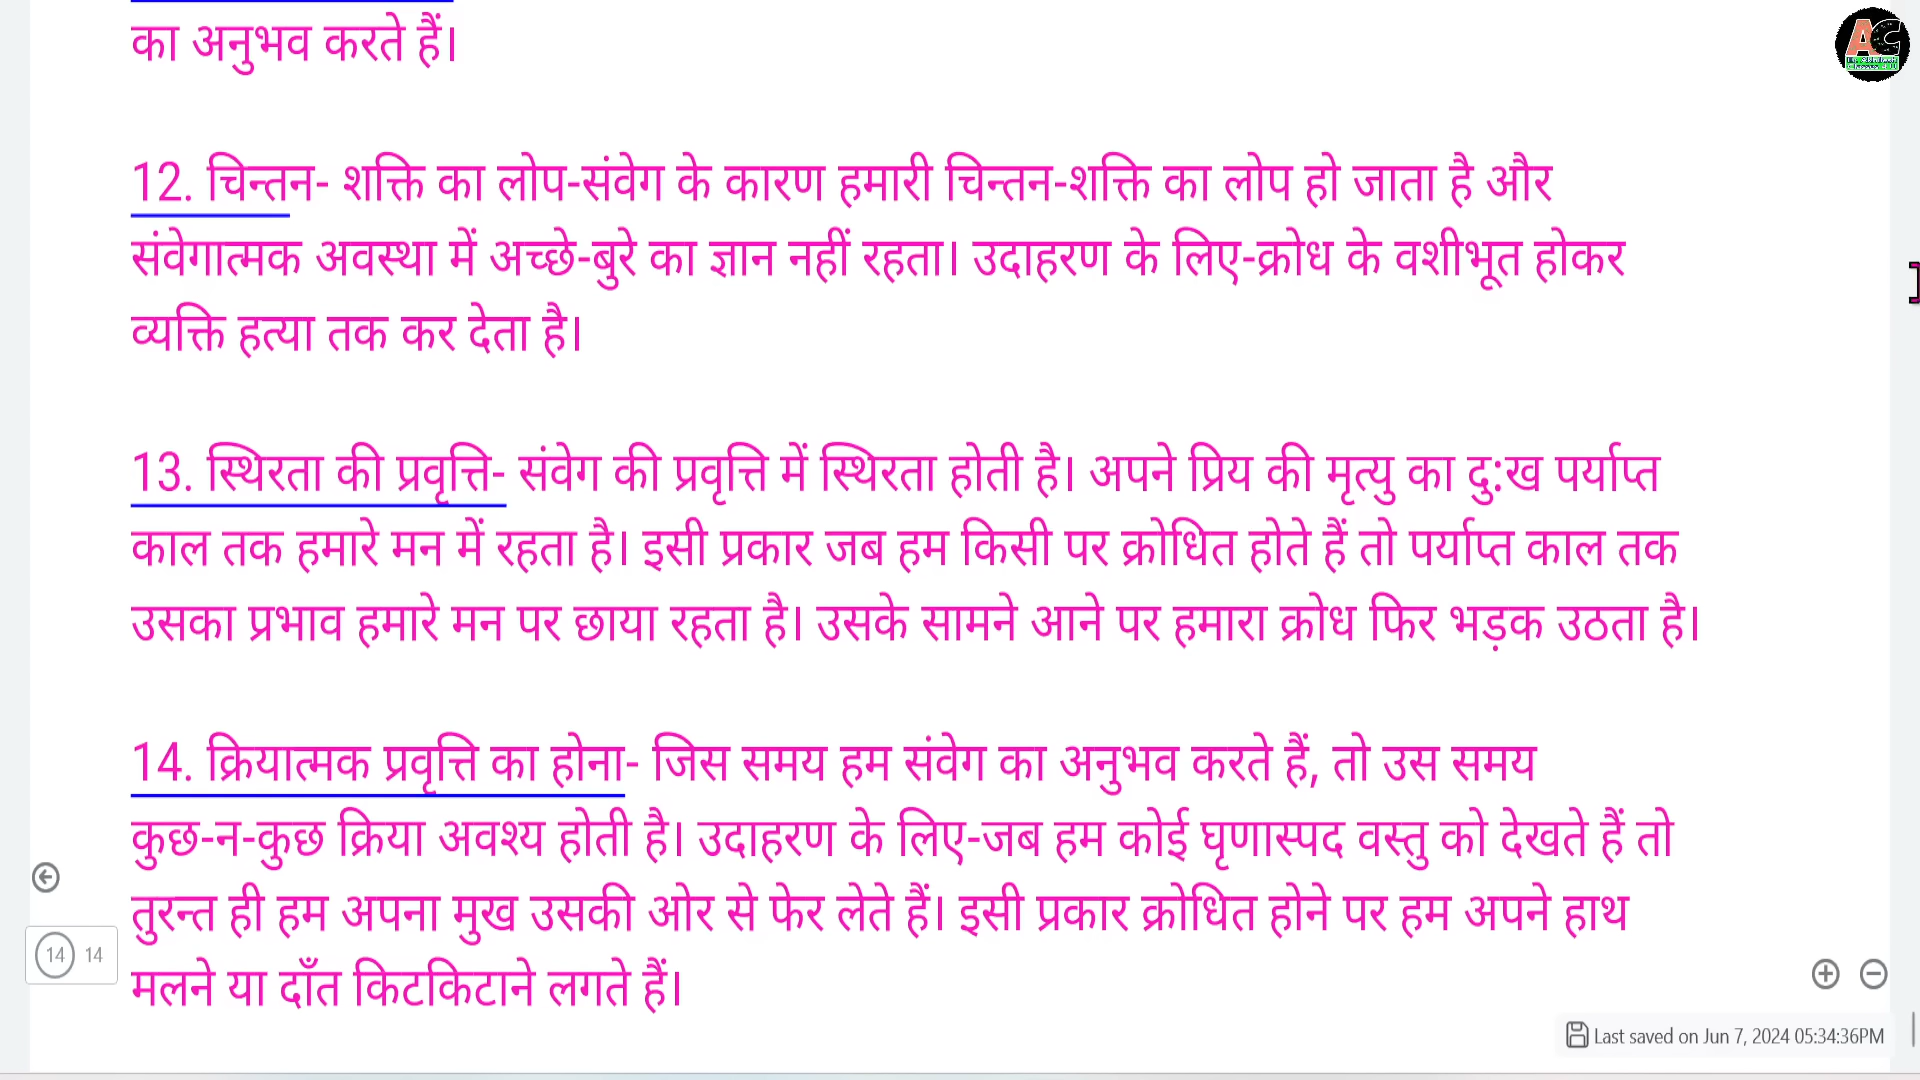 का अनुभव करते हैं।
AC
12. चिन्तन- शक्ति का लोप-संवेग के कारण हमारी चिन्तन-शक्ति का लोप हो जाता है और
संवेगात्मक अवस्था में अच्छे-बुरे का ज्ञान नहीं रहता। उदाहरण के लिए-क्रोध के वशीभूत होकर
व्यक्ति हत्या तक कर देता है।
13. स्थिरता की प्रवृत्ति- संवेग की प्रवृत्ति में स्थिरता होती है। अपने प्रिय की मृत्यु का दु:ख पर्याप्त
काल तक हमारे मन में रहता है। इसी प्रकार जब हम किसी पर क्रोधित होते हैं तो पर्याप्त काल तक
उसका प्रभाव हमारे मन पर छाया रहता है। उसके सामने आने पर हमारा क्रोध फिर भड़क उठता है।
14. क्रियात्मक प्रवृत्ति का होना- जिस समय हम संवेग का अनुभव करते हैं, तो उस समय
कुछ-न-कुछ क्रिया अवश्य होती है। उदाहरण के लिए-जब हम कोई घृणास्पद वस्तु को देखते हैं तो
तुरन्त ही हम अपना मुख उसकी ओर से फेर लेते हैं। इसी प्रकार क्रोधित होने पर हम अपने हाथ
मलने या दाँत किटकिटाने लगते हैं।
14 14
Last saved on Jun 7, 2024 05:34:36PM